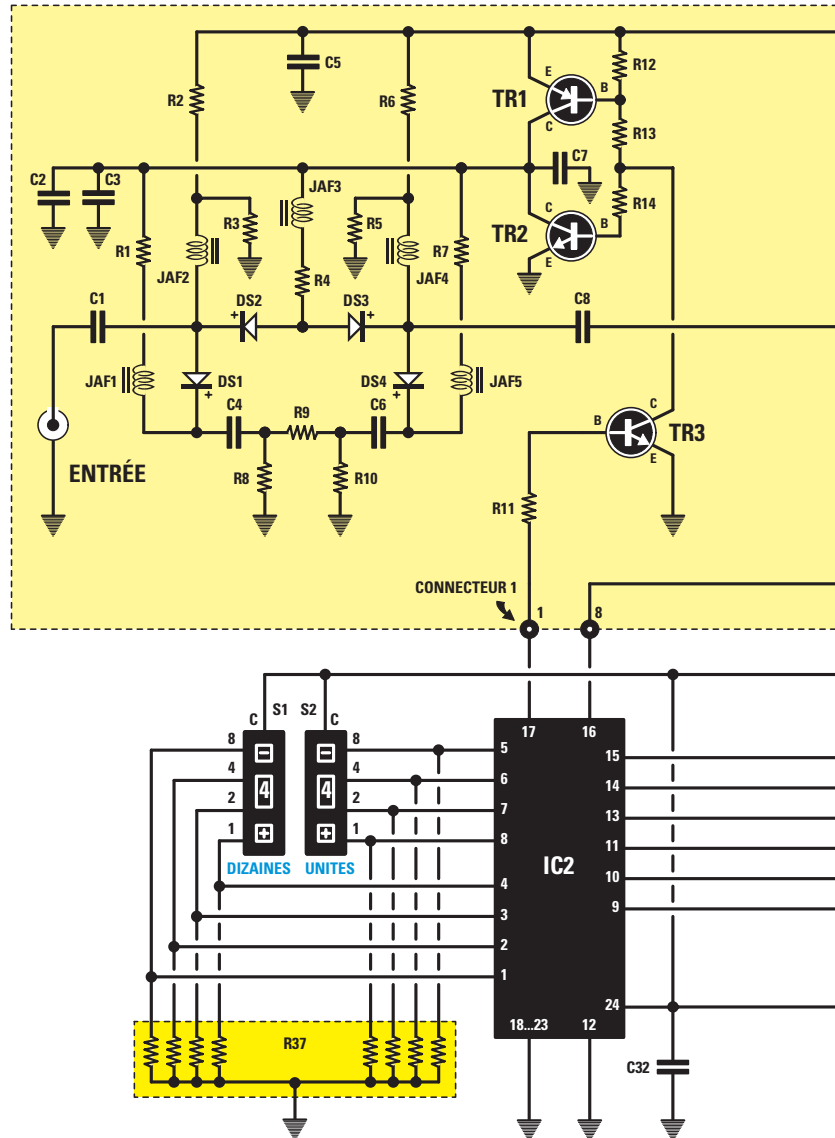 C5
R2
R6
R12
E
TR1
B
C
R13
C7
C2
C3
JAF3
R14
C
R1
R3
R5
R7
TR2
B
E
JAF2
R4
JAF4
C1
DS2
DS3
C8
+
+
JAF1
DS1
DS4
JAF5
+
+
C4
R9
C6
C
B
TR3
E
ENTRÉE
R8
R10
R11
CONNECTEUR 1
1
8
S1
S2
C
C
17
16
8
8
5
15
4
4
6
14
4
4
2
2
7
13
1
1
8
11
DIZAINES
UNITES
IC2
4
10
3
9
2
1
24
R37
18...23
12
C32